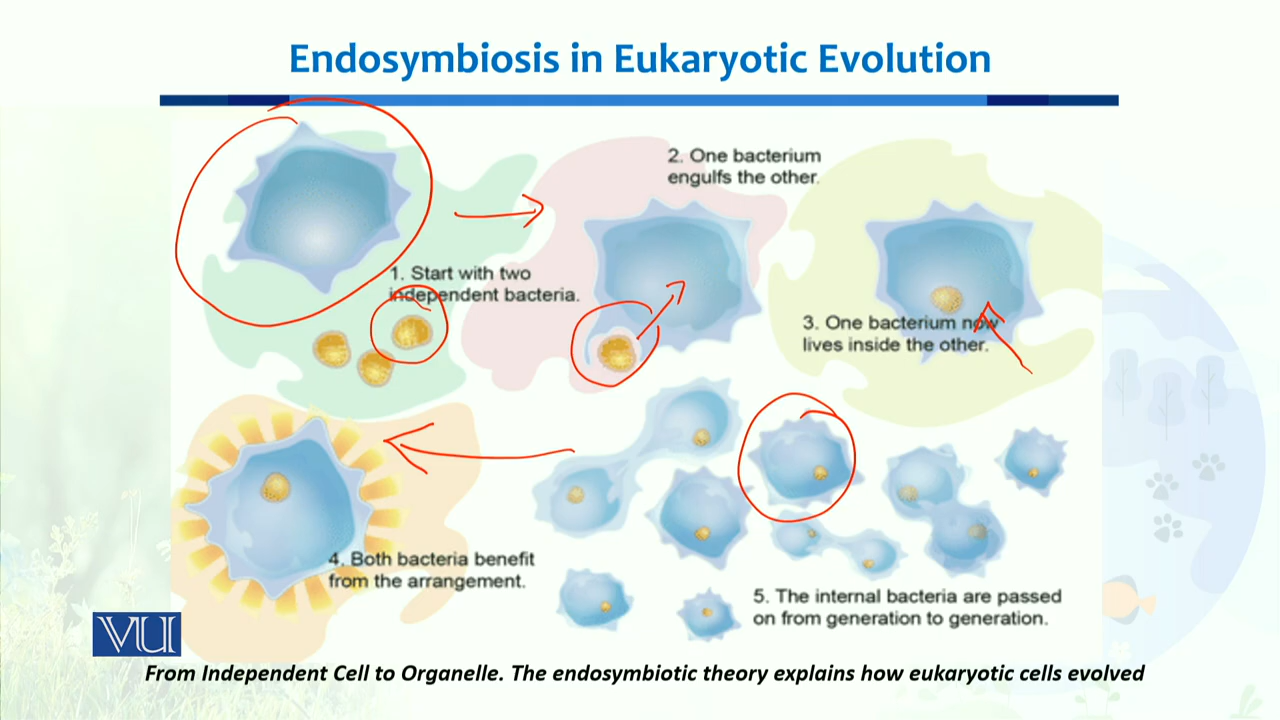 Endosymbiosis in Eukaryotic Evolution
1. Start with two
independent bacteria.
2. One bacterium
engulfs the other.
3. One bacterium now
lives inside the other.
4. Both bacteria benefit
from the arrangement.
5. The internal bacteria are passed
on from generation to generation.
VU
From Independent Cell to Organelle. The endosymbiotic theory explains how eukaryotic cells evolved